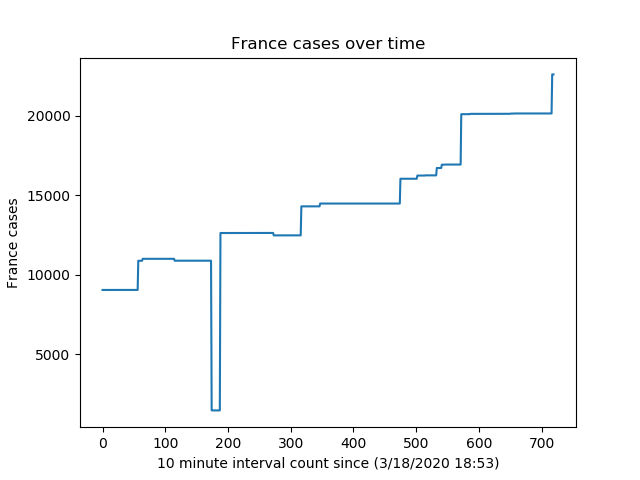 France cases over time
20000
15000
10000
5000
France cases
0 100 200 300 400 500 600 700
10 minute interval count since (3/18/2020 18:53)